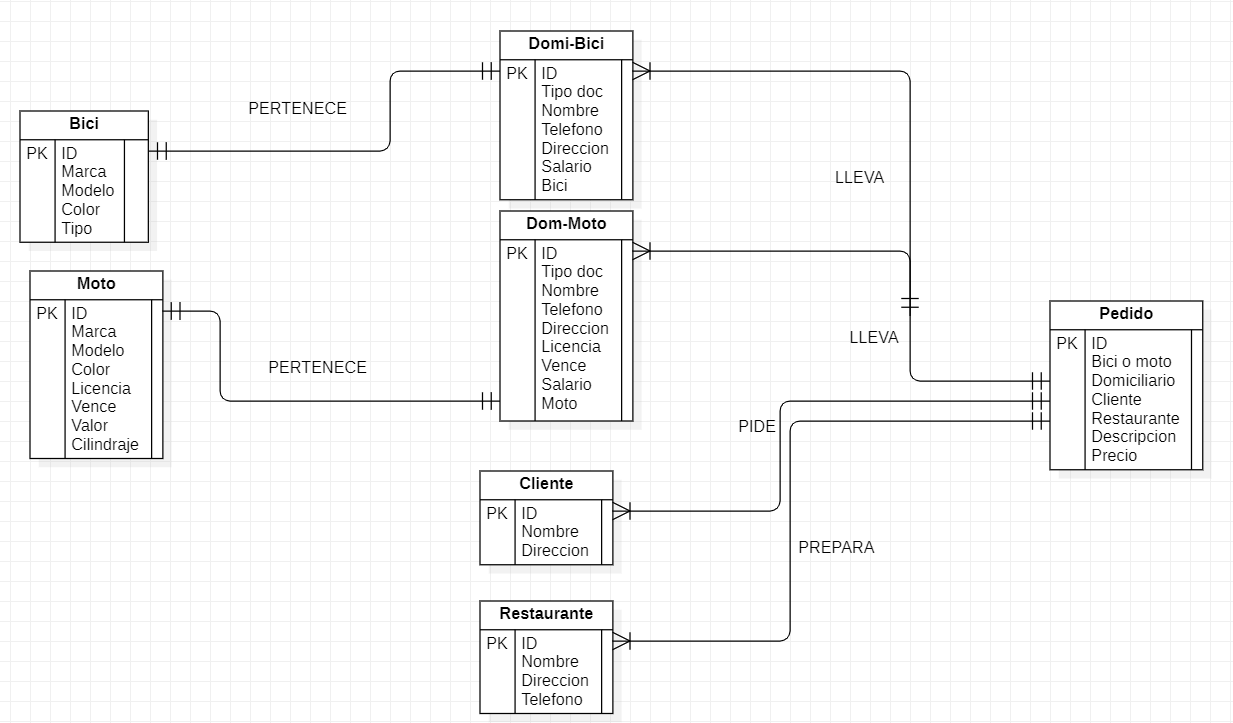 Domi-Bici
PK ID
Tipo doc
Nombre
Telefono
Direccion
Salario
Bici
PERTENECE
Bici
PK ID
Marca
Modelo
Color
Tipo
LLEVA
Dom-Moto
PK ID
Tipo doc
Nombre
Telefono
Direccion
Licencia
Vence
Salario
Moto
Moto
PK ID
Marca
Modelo
Color
Licencia
Vence
Valor
Cilindraje
PERTENECE
LLEVA
Pedido
PK ID
Bici o moto
Domiciliario
Cliente
Restaurante
Descripcion
Precio
PIDE
Cliente
PK ID
Nombre
Direccion
PREPARA
Restaurante
PK ID
Nombre
Direccion
Telefono